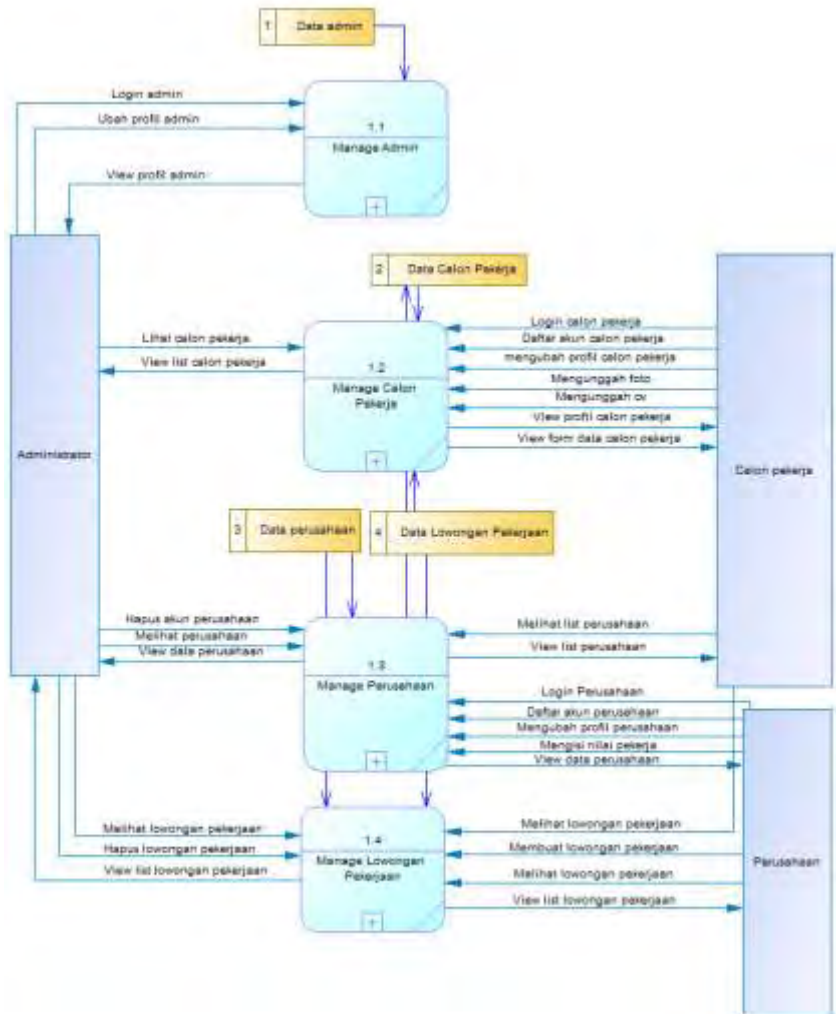 1 Data admin
Login admin
Ubah profil admin
View profil admin
1.1
Manage Admin
2 Data Calon Pekerja
Administrator
Lihat calon pekerja
View list calon pekerja
1.2
Manage Calon
Pekerja
Login calon pekerja
Daftar akun calon pekerja
mengubah profil calon pekerja
Mengunggah foto
Mengunggah cv
View profil calon pekerja
View form data calon pekerja
Calon pekerja
3 Data perusahaan
4 Data Lowongan Pekerjaan
Hapus akun perusahaan
Melihat perusahaan
View data perusahaan
1.3
Manage Perusahaan
Melihat list perusahaan
View list perusahaan
Login Perusahaan
Daftar akun perusahaan
Mengubah profil perusahaan
Mengisi nilai pekerja
View data perusahaan
Melihat lowongan pekerjaan
Hapus lowongan pekerjaan
View list lowongan pekerjaan
1.4
Manage Lowongan
Pekerjaan
Melihat lowongan pekerjaan
Membuat lowongan pekerjaan
Melihat lowongan pekerjaan
View list lowongan pekerjaan
Perusahaan